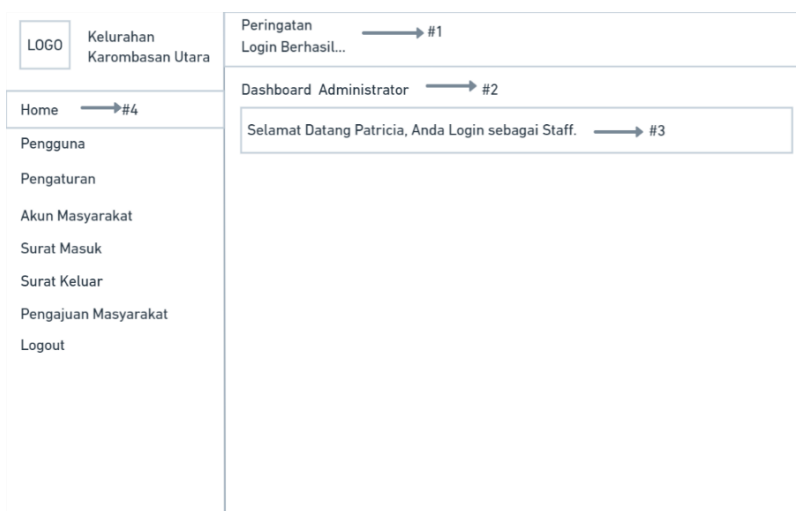 LOGO
Kelurahan
Karombasan Utara
Peringatan
Login Berhasil...
#1
Dashboard Administrator
#2
Selamat Datang Patricia, Anda Login sebagai Staff.
#3
Home
#4
Pengguna
Pengaturan
Akun Masyarakat
Surat Masuk
Surat Keluar
Pengajuan Masyarakat
Logout